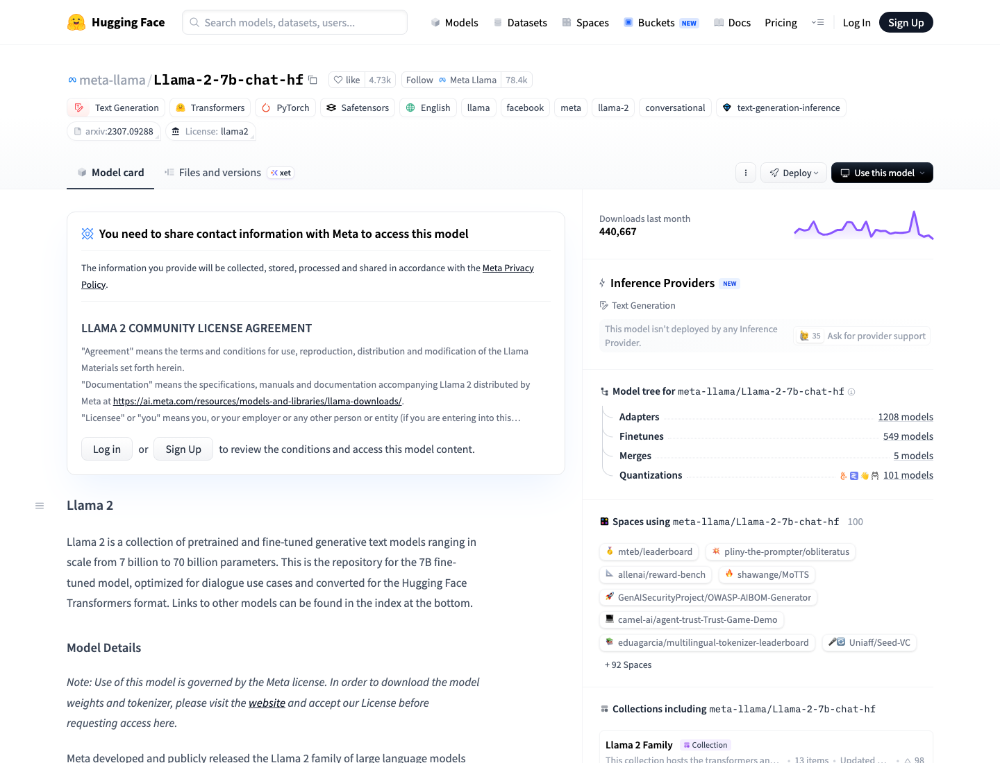 Hugging Face
Search models, datasets, users...
Models
Datasets
Spaces
Buckets NEW
Docs
Pricing
Log In
Sign Up
meta-llama/Llama-2-7b-chat-hf
like 4.73k
Follow Meta Llama 78.4k
Text Generation
Transformers
PyTorch
Safetensors
English
llama
facebook
meta
llama-2
conversational
text-generation-inference
arxiv:2307.09288
License: llama2
Model card
Files and versions xet
Deploy
Use this model
You need to share contact information with Meta to access this model
The information you provide will be collected, stored, processed and shared in accordance with the Meta Privacy
Policy.
LLAMA 2 COMMUNITY LICENSE AGREEMENT
"Agreement" means the terms and conditions for use, reproduction, distribution and modification of the Llama
Materials set forth herein.
"Documentation" means the specifications, manuals and documentation accompanying Llama 2 distributed by
Meta at https://ai.meta.com/resources/models-and-libraries/llama-downloads/.
"Licensee" or "you" means you, or your employer or any other person or entity (if you are entering into this…
Log in or Sign Up to review the conditions and access this model content.
Llama 2
Llama 2 is a collection of pretrained and fine-tuned generative text models ranging in
scale from 7 billion to 70 billion parameters. This is the repository for the 7B fine-
tuned model, optimized for dialogue use cases and converted for the Hugging Face
Transformers format. Links to other models can be found in the index at the bottom.
Model Details
Note: Use of this model is governed by the Meta license. In order to download the model
weights and tokenizer, please visit the website and accept our License before
requesting access here.
Meta developed and publicly released the Llama 2 family of large language models
Downloads last month
440,667
Inference Providers NEW
Text Generation
This model isn't deployed by any Inference
Provider.
35 Ask for provider support
Model tree for meta-llama/Llama-2-7b-chat-hf
Adapters 1208 models
Finetunes 549 models
Merges 5 models
Quantizations 101 models
Spaces using meta-llama/Llama-2-7b-chat-hf 100
mteb/leaderboard
pliny-the-prompter/obliteratus
allenai/reward-bench
shawange/MoTTS
GenAISecurityProject/OWASP-AIBOM-Generator
camel-ai/agent-trust-Trust-Game-Demo
eduagarcia/multilingual-tokenizer-leaderboard
Uniaff/Seed-VC
+ 92 Spaces
Collections including meta-llama/Llama-2-7b-chat-hf
Llama 2 Family Collection
This collection hosts the transformers an… • 13 items • Updated … • 98